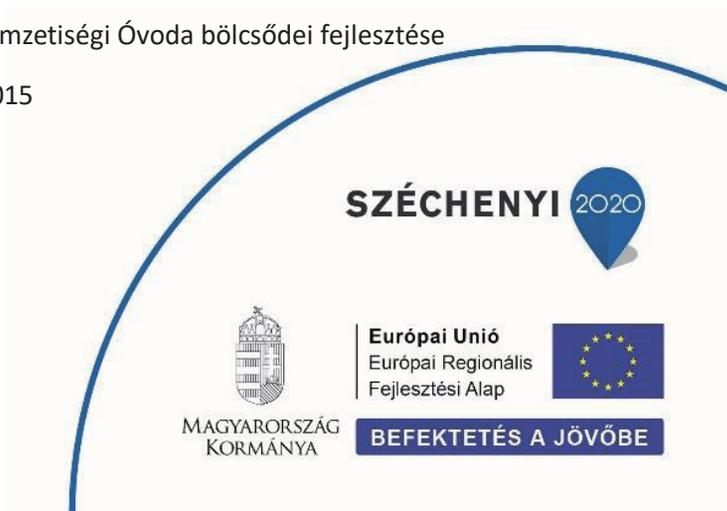 mzetiségi Óvoda bölcsődei fejlesztése
015
SZÉCHENYI 2020
Európai Unió
Európai Regionális
Fejlesztési Alap
MAGYARORSZÁG
KORMÁNYA
BEFEKTETÉS A JÖVŐBE